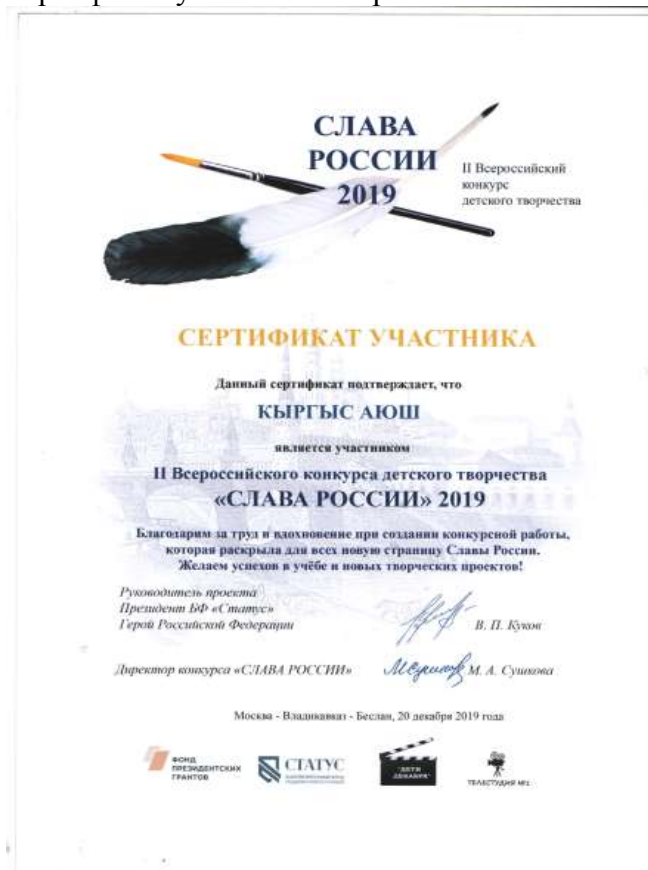 СЛАВА
РОССИИ
2019
II Всероссийский
конкурс
детского творчества
СЕРТИФИКАТ УЧАСТНИКА
Данный сертификат подтверждает, что
КЫРГЫС АЮШ
является участником
II Всероссийского конкурса детского творчества
«СЛАВА РОССИИ» 2019
Благодарим за труд и вдохновение при создании конкурсной работы,
которая раскрыла для всех новую страницу Славы России.
Желаем успехов в учёбе и новых творческих проектов!
Руководитель проекта
Президент БФ «Статус»
Герой Российской Федерации
В. П. Куков
Директор конкурса «СЛАВА РОССИИ»
М. А. Сушкова
Москва - Владикавказ - Беслан, 20 декабря 2019 года
ФОНД
ПРЕЗИДЕНТСКИХ
ГРАНТОВ
СТАТУС
"ДЕТИ
ДЕКАБРЯ"
ТЕЛЕСТУДИЯ №1